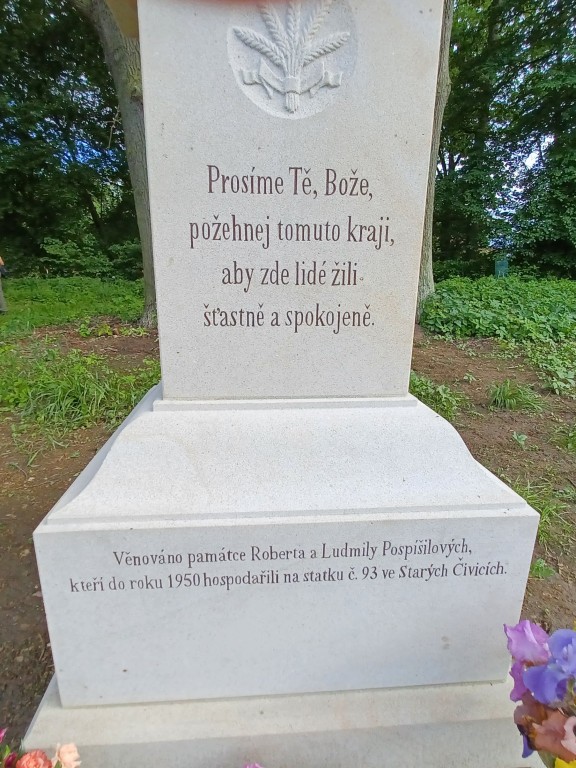 Prosíme Tě, Bože,
požehnej tomuto kraji,
aby zde lidé žili
šťastně a spokojeně.
Věnováno památce Roberta a Ludmily Pospíšilových,
kteří do roku 1950 hospodařili na statku č. 93 ve Starých Čivicích.